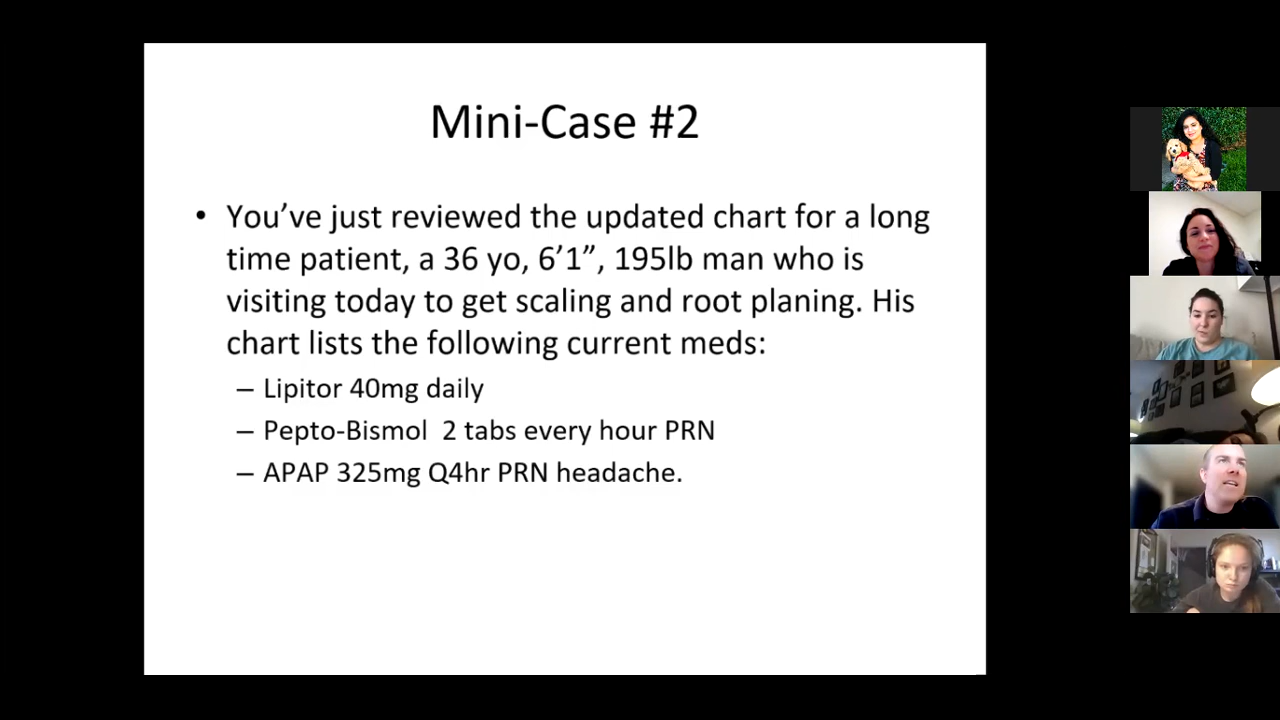 Mini-Case #2
• You’ve just reviewed the updated chart for a long
time patient, a 36 yo, 6’1”, 195lb man who is
visiting today to get scaling and root planing. His
chart lists the following current meds:
– Lipitor 40mg daily
– Pepto-Bismol  2 tabs every hour PRN
– APAP 325mg Q4hr PRN headache.